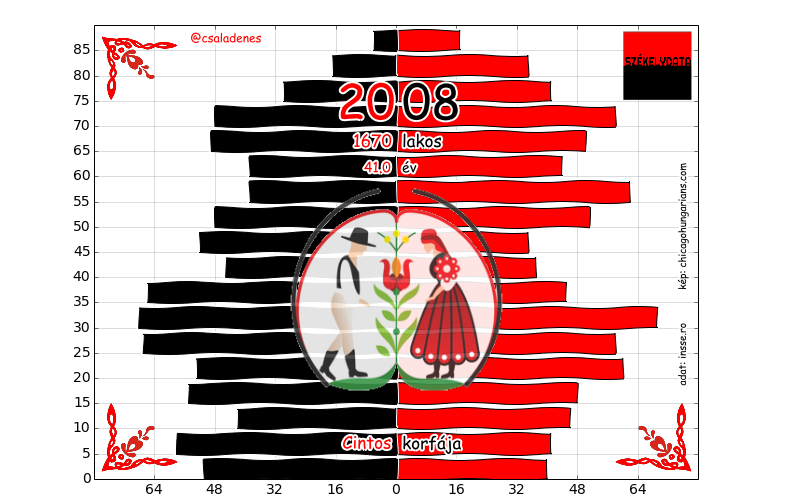 @csaladenes
SZÉKELYDATA
2008
1670 lakos
41,0 év
kép: chicagohungarians.com
adat: insse.ro
Cintos korfája
85
80
75
70
65
60
55
50
45
40
35
30
25
20
15
10
5
0
64 48 32 16 0 16 32 48 64